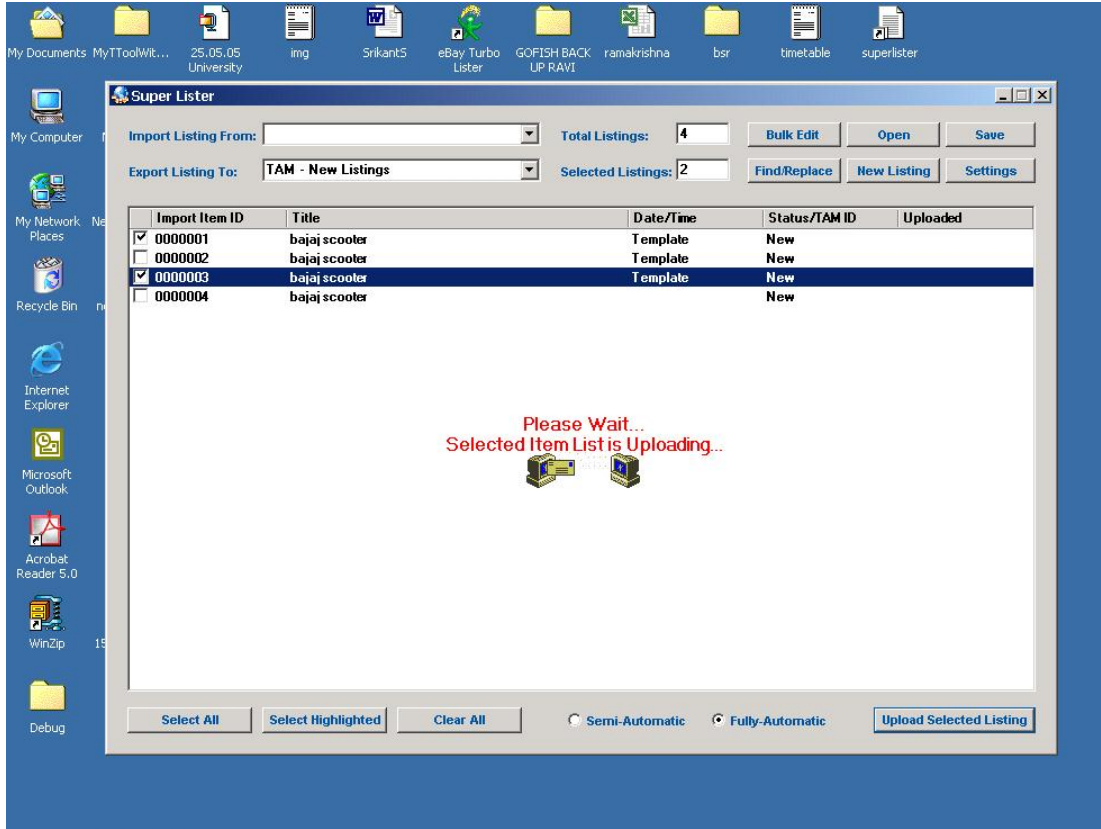 My Documents MyTToolWit... 25.05.05 img Srikant5 eBay Turbo GOFISH BACK ramakrishna bsr timetable superlister
University Lister UP RAVI
Super Lister
My Computer
Import Listing From: Total Listings: 4 Bulk Edit Open Save
Export Listing To: TAM - New Listings Selected Listings: 2 Find/Replace New Listing Settings
My Network Ne
Places
Import Item ID Title Date/Time Status/TAM ID Uploaded
0000001 bajaj scooter Template New
0000002 bajaj scooter Template New
0000003 bajaj scooter Template New
0000004 bajaj scooter New
Recycle Bin
Internet
Explorer
Please Wait...
Selected Item List is Uploading...
Microsoft
Outlook
Acrobat
Reader 5.0
WinZip 15
Debug
Select All Select Highlighted Clear All Semi-Automatic Fully-Automatic Upload Selected Listing